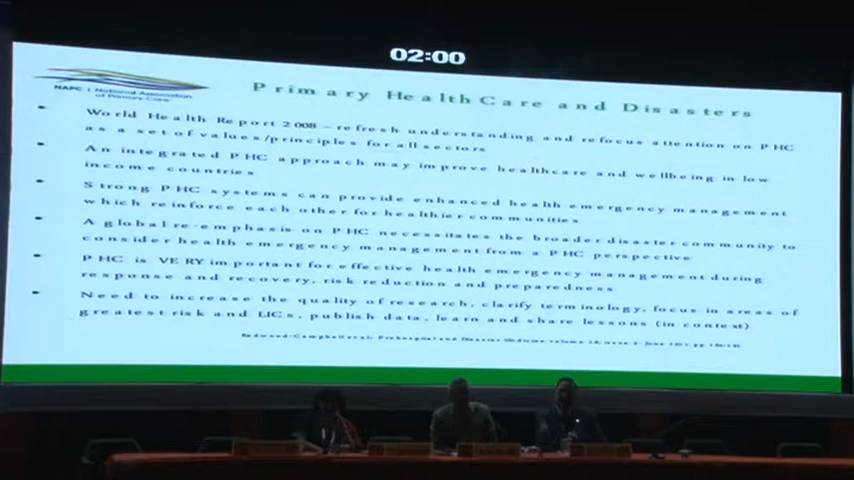 02:00
NAPC | National Association
of Primary Care
Primary HealthCare and Disasters
• World Health Report 2008 – refresh understanding and refocus attention on PHC
as a set of values/principles for all sectors
• An integrated PHC approach may improve healthcare and wellbeing in low
income countries
• Strong PHC systems can provide enhanced health emergency management
which reinforce each other for healthier communities
• A global re-emphasis on PHC necessitates the broader disaster community to
consider health emergency management from a PHC perspective
• PHC is VERY important for effective health emergency management during
response and recovery, risk reduction and preparedness
• Need to increase the quality of research, clarify terminology, focus in areas of
greatest risk and LICs, publish data, learn and share lessons (in context)
Prehospital and Disaster Medicine